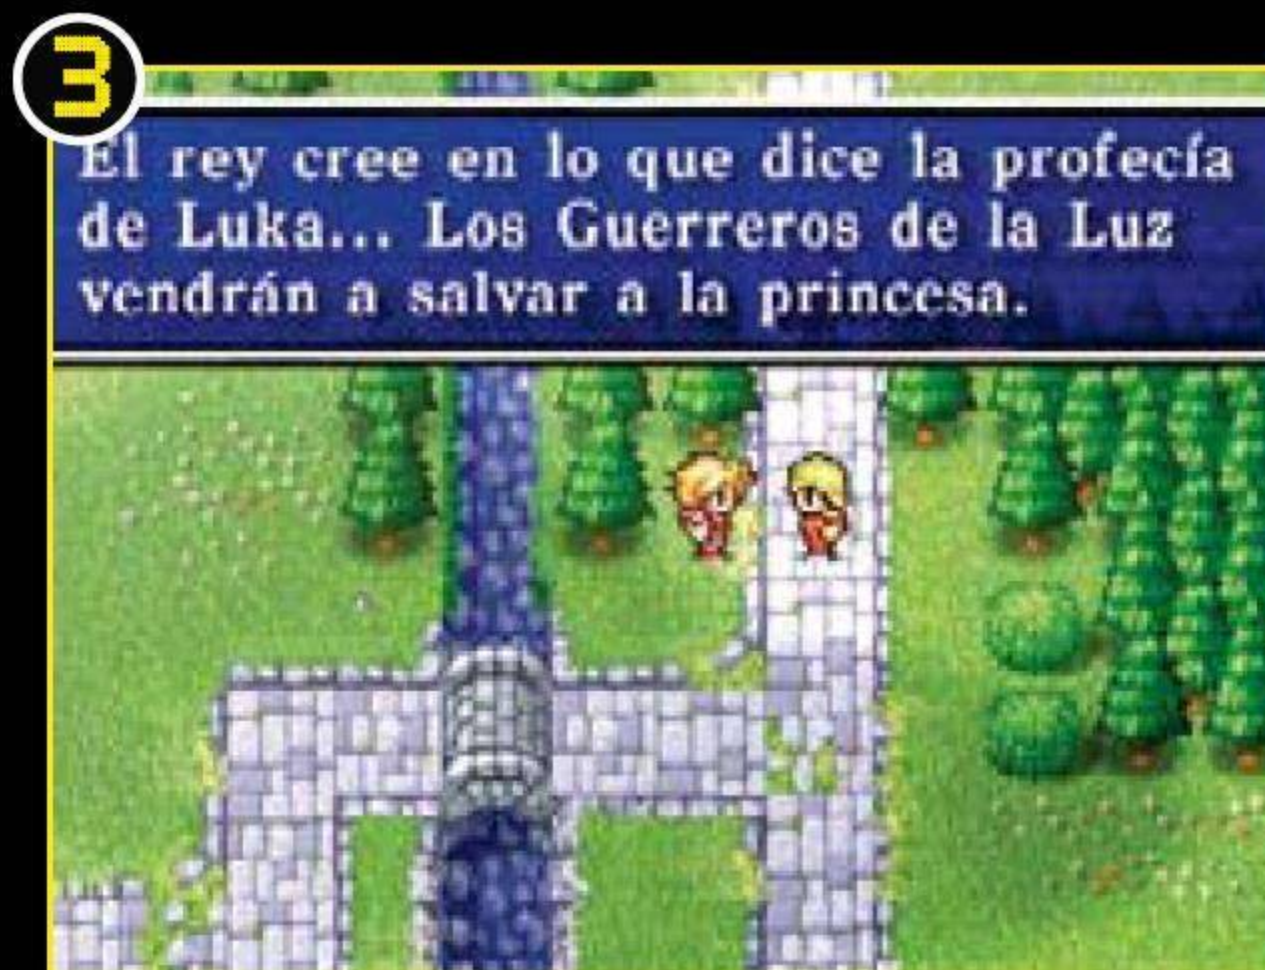 3
El rey cree en lo que dice la profecía
de Luka... Los Guerreros de la Luz
vendrán a salvar a la princesa.